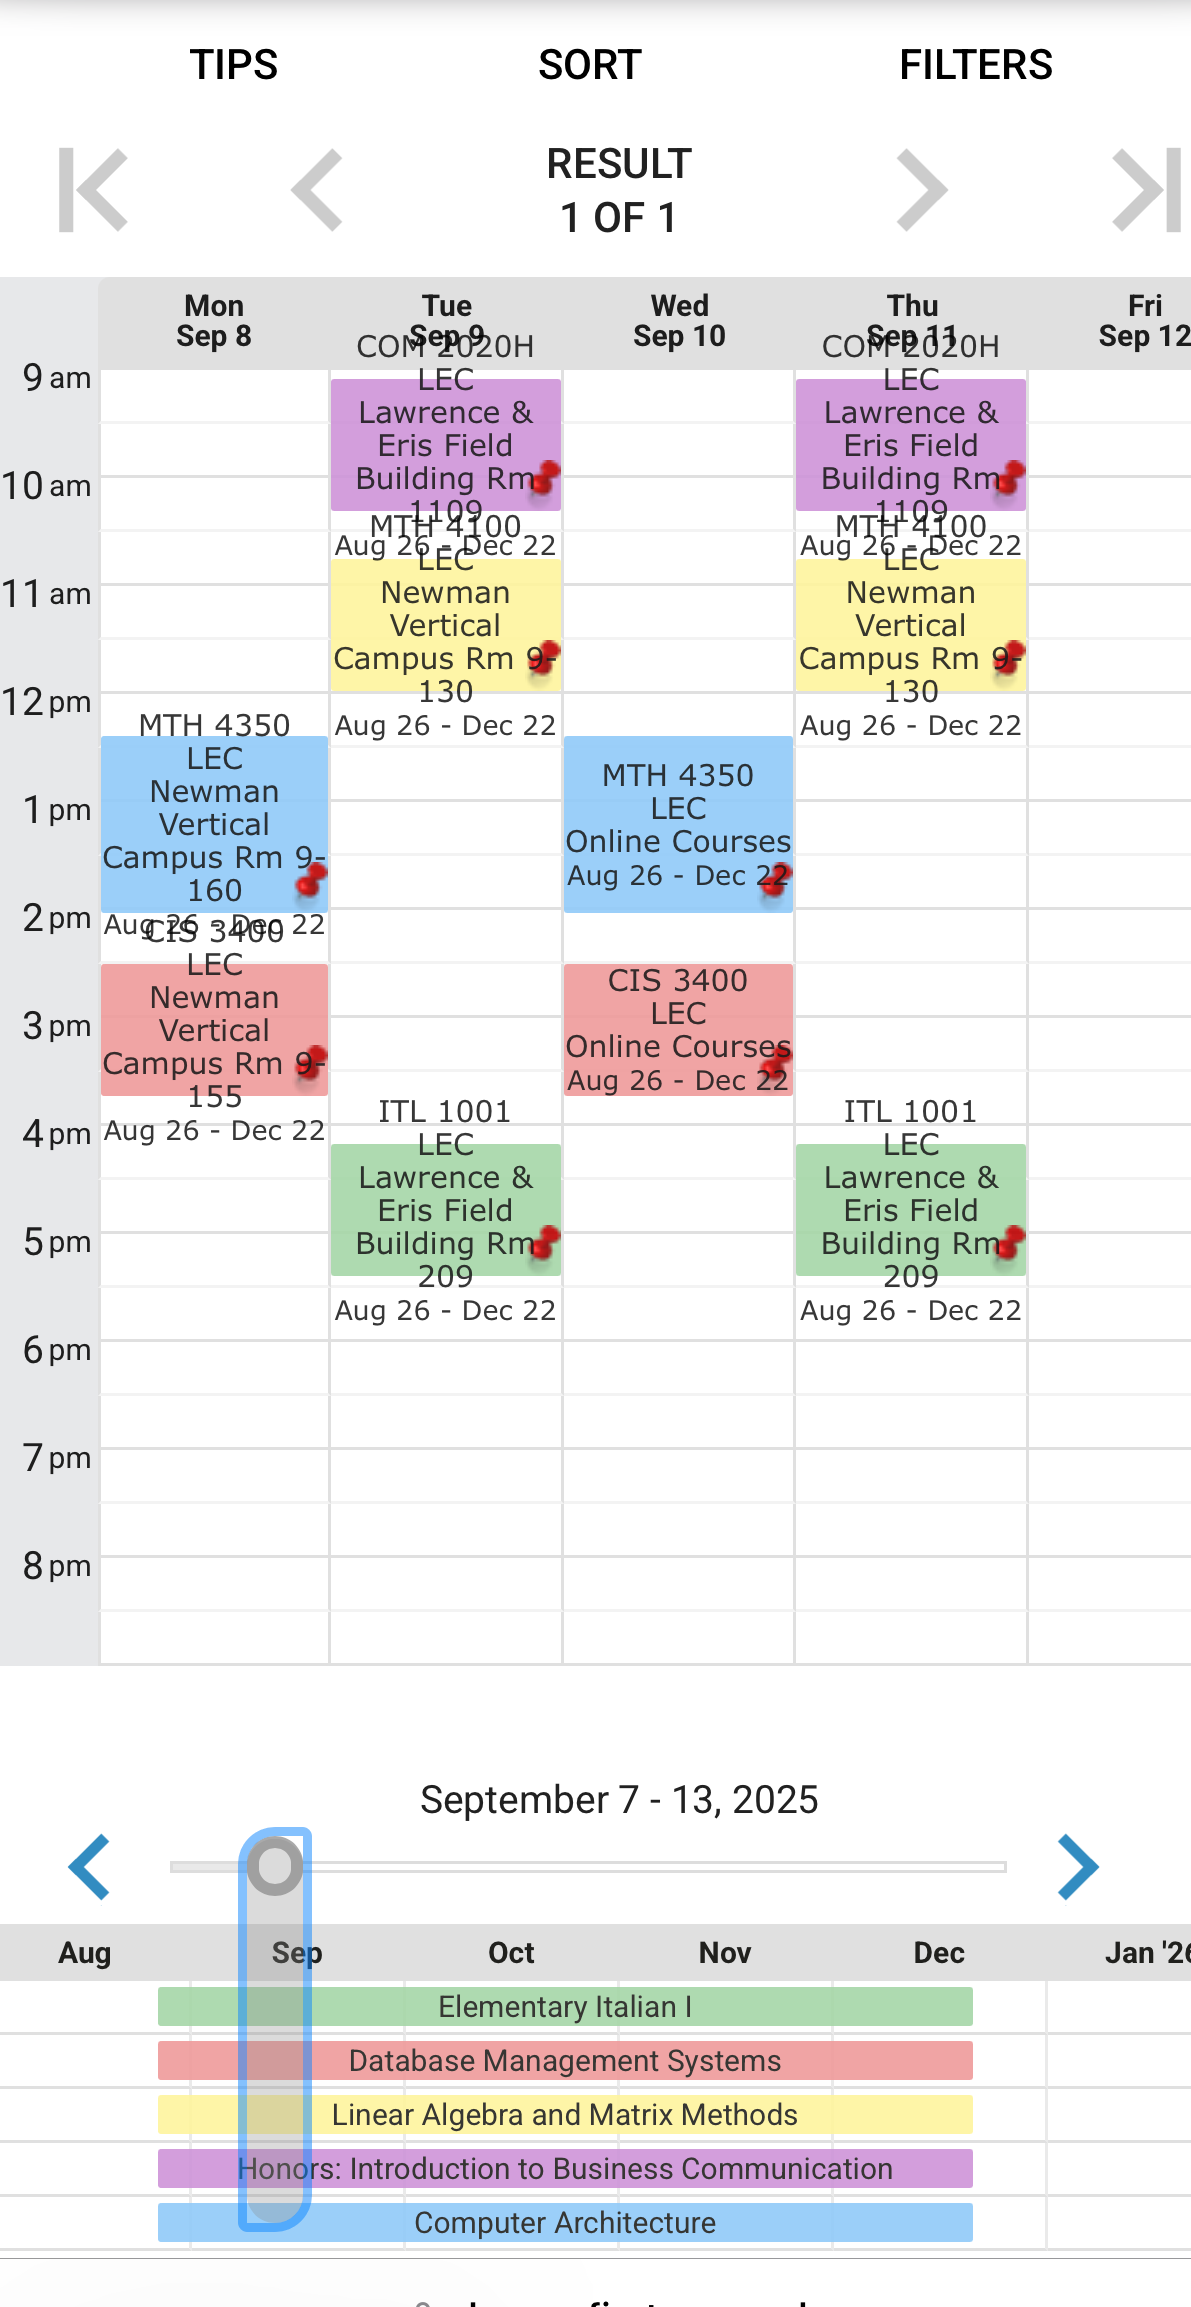 TIPS SORT FILTERS
RESULT
1 OF 1
Mon Sep 8
Tue Sep 9
Wed Sep 10
Thu Sep 11
Fri Sep 12
9 am
10 am
11 am
12 pm
1 pm
2 pm
3 pm
4 pm
5 pm
6 pm
7 pm
8 pm
MTH 4350
LEC
Newman
Vertical
Campus Rm 9-
160
Aug 26 - Dec 22
CIS 3400
LEC
Newman
Vertical
Campus Rm 9-
155
Aug 26 - Dec 22
COM 2020H
LEC
Lawrence &
Eris Field
Building Rm
1109
Aug 26 - Dec 22
MTH 4100
LEC
Newman
Vertical
Campus Rm 9-
130
Aug 26 - Dec 22
ITL 1001
LEC
Lawrence &
Eris Field
Building Rm
209
Aug 26 - Dec 22
MTH 4350
LEC
Online Courses
Aug 26 - Dec 22
CIS 3400
LEC
Online Courses
Aug 26 - Dec 22
COM 2020H
LEC
Lawrence &
Eris Field
Building Rm
1109
Aug 26 - Dec 22
MTH 4100
LEC
Newman
Vertical
Campus Rm 9-
130
Aug 26 - Dec 22
ITL 1001
LEC
Lawrence &
Eris Field
Building Rm
209
Aug 26 - Dec 22
September 7 - 13, 2025
Aug Sep Oct Nov Dec Jan '26
Elementary Italian I
Database Management Systems
Linear Algebra and Matrix Methods
Honors: Introduction to Business Communication
Computer Architecture